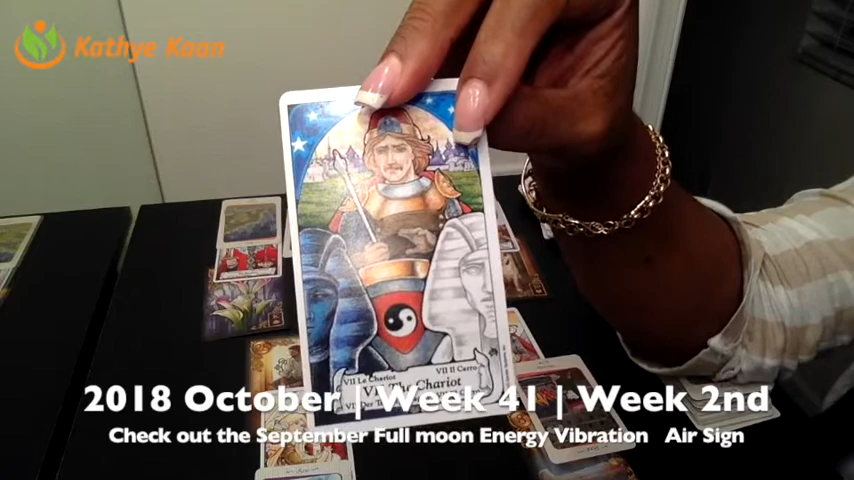 Kathye Kaan
VII Le Chariot
VII Il Carro
VII The Chariot
2018 October | Week 41 | Week 2nd
Check out the September Full moon Energy Vibration Air Sign